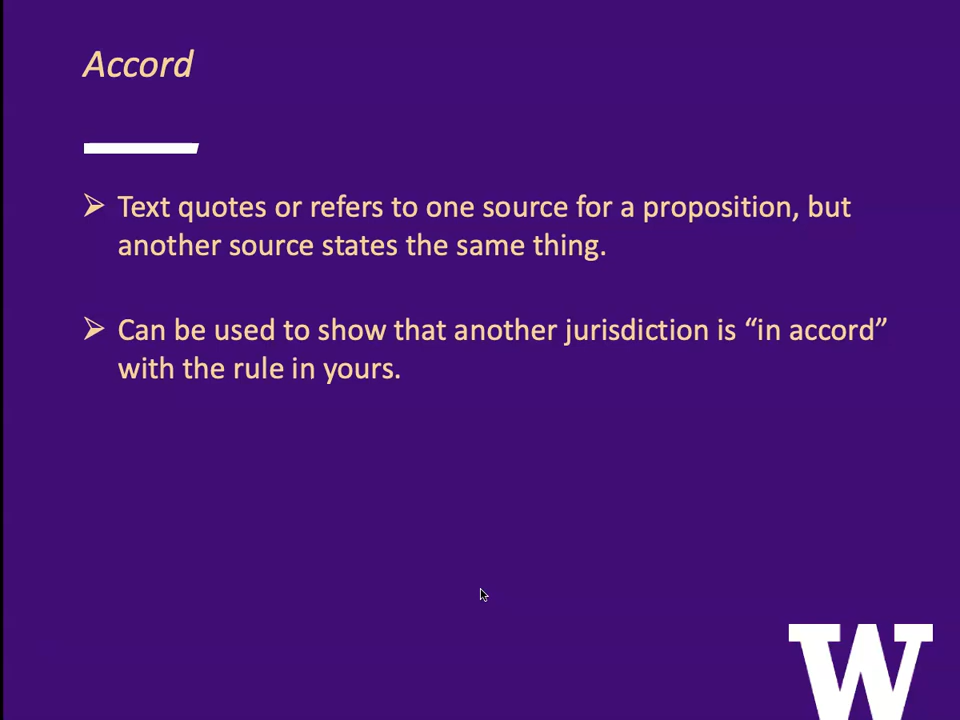 Accord
Text quotes or refers to one source for a proposition, but
another source states the same thing.
Can be used to show that another jurisdiction is “in accord”
with the rule in yours.
W